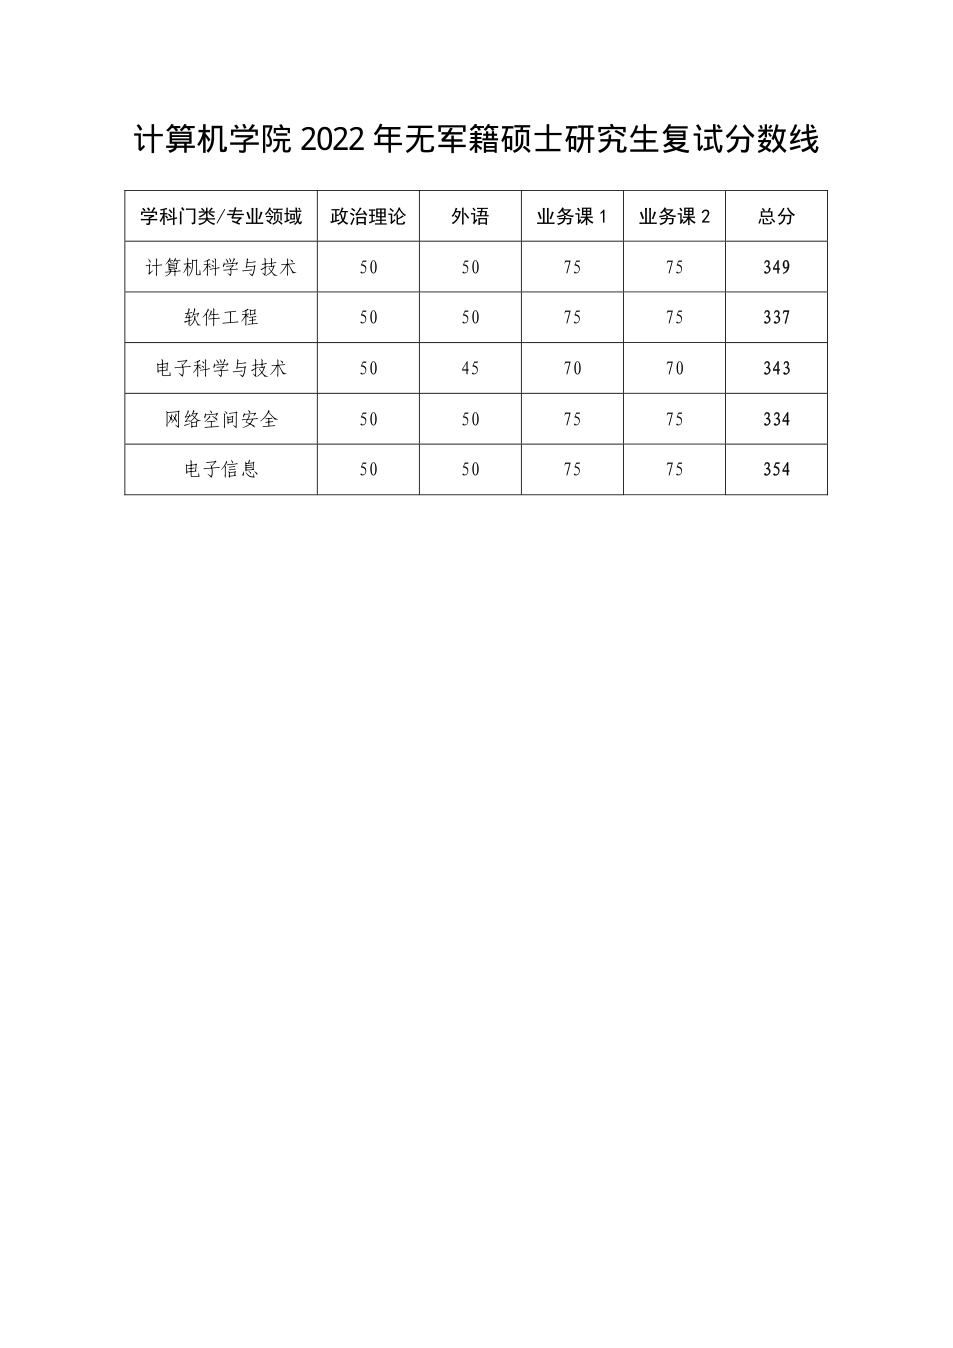 计算机学院 2022 年无军籍硕士研究生复试分数线
学科门类/专业领域 政治理论 外语 业务课 1 业务课 2 总分
计算机科学与技术 50 50 75 75 349
软件工程 50 50 75 75 337
电子科学与技术 50 45 70 70 343
网络空间安全 50 50 75 75 334
电子信息 50 50 75 75 354